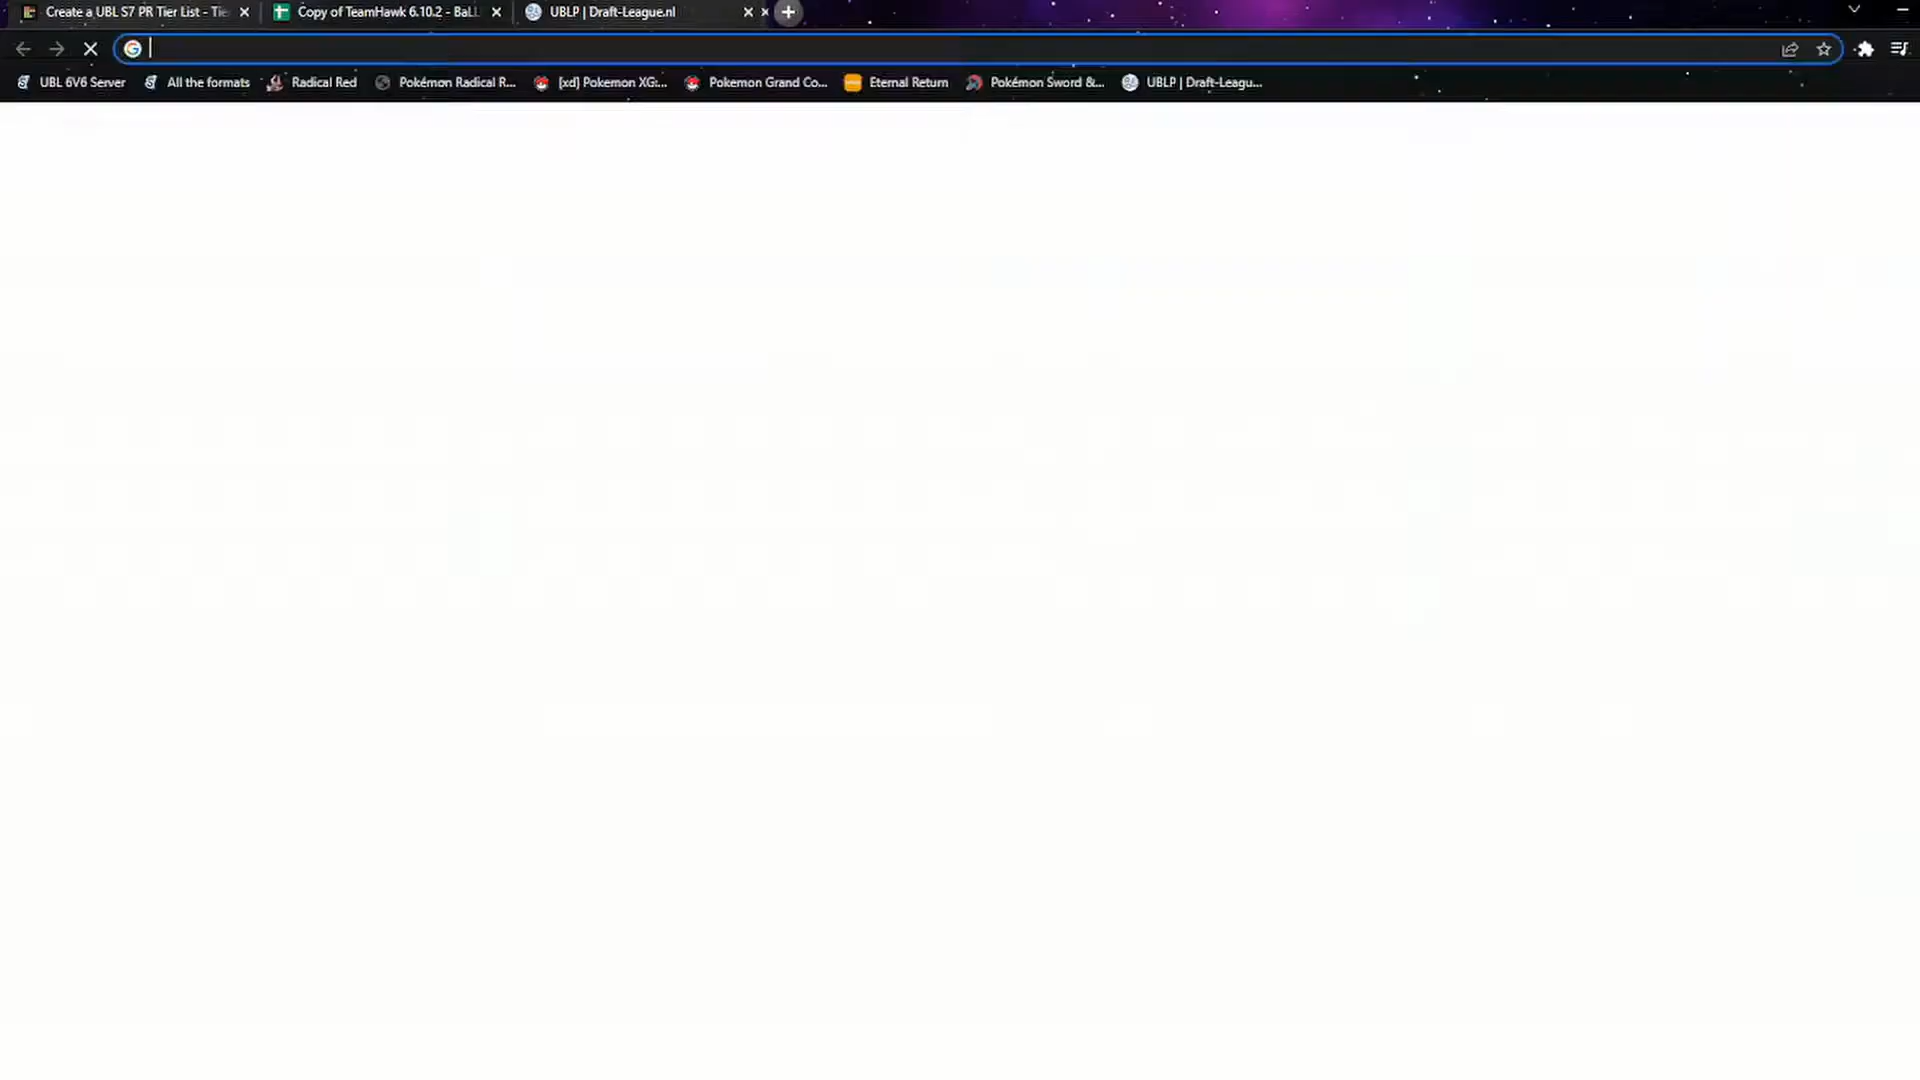 Create a UBL S7 PR Tier List - Tie
Copy of TeamHawk 6.10.2 - BaLL
UBLP | Draft-League.nl
UBL 6V6 Server
All the formats
Radical Red
Pokémon Radical R...
[xd] Pokemon XG:...
Pokemon Grand Co...
Eternal Return
Pokémon Sword &...
UBLP | Draft-Leagu...